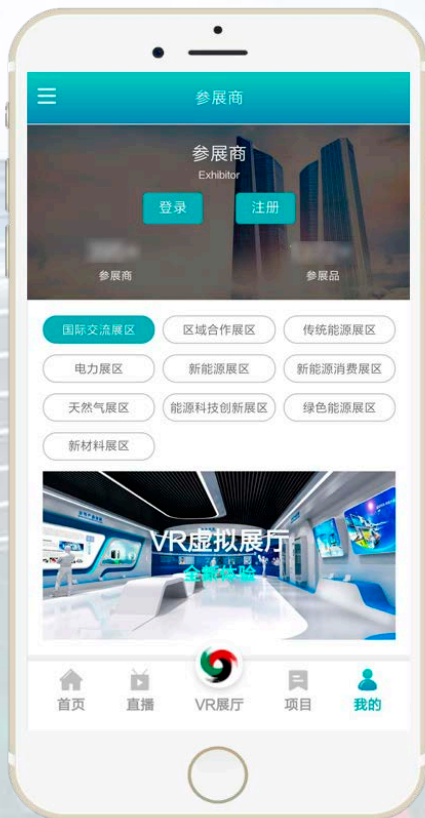 参展商
参展商
Exhibitor
登录 注册
参展商 参展品
国际交流展区 区域合作展区 传统能源展区
电力展区 新能源展区 新能源消费展区
天然气展区 能源科技创新展区 绿色能源展区
新材料展区
VR虚拟展厅
全新体验
首页 直播 VR展厅 项目 我的